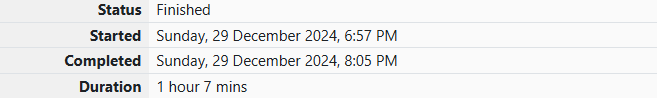 Status Finished
Started Sunday, 29 December 2024, 6:57 PM
Completed Sunday, 29 December 2024, 8:05 PM
Duration 1 hour 7 mins